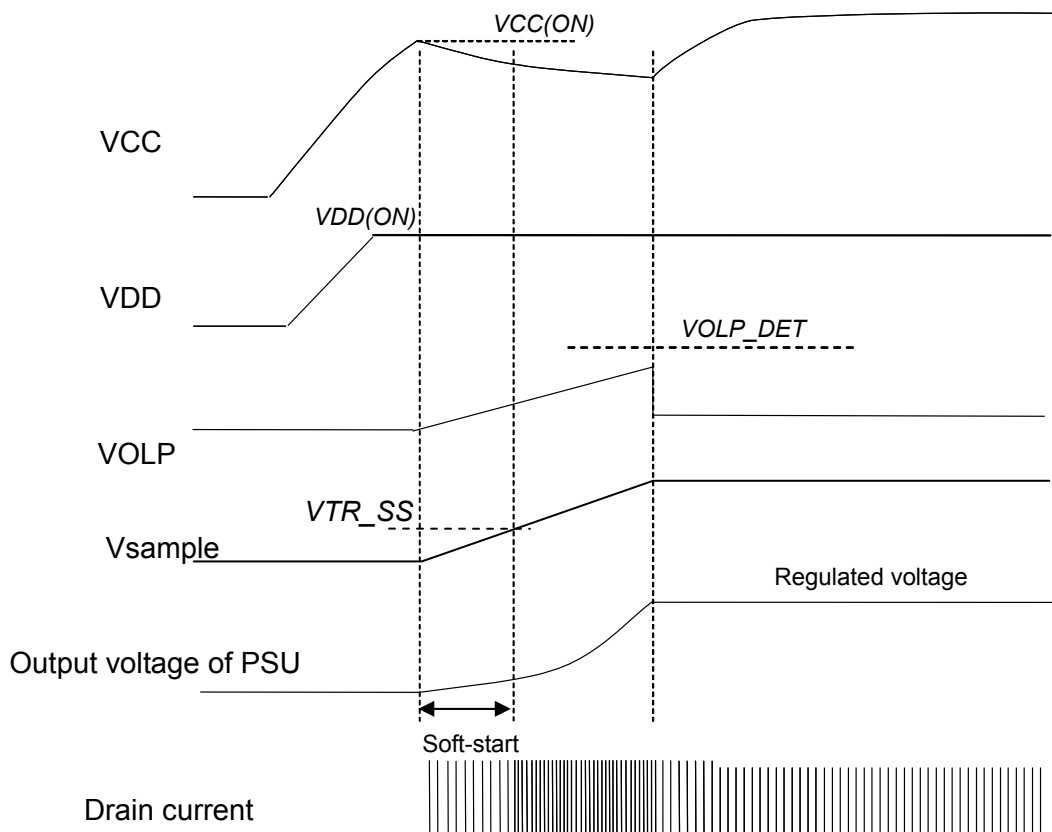 VCC(ON)
VCC
VDD(ON)
VDD
VOLP_DET
VOLP
VTR_SS
Vsample
Regulated voltage
Output voltage of PSU
Soft-start
Drain current